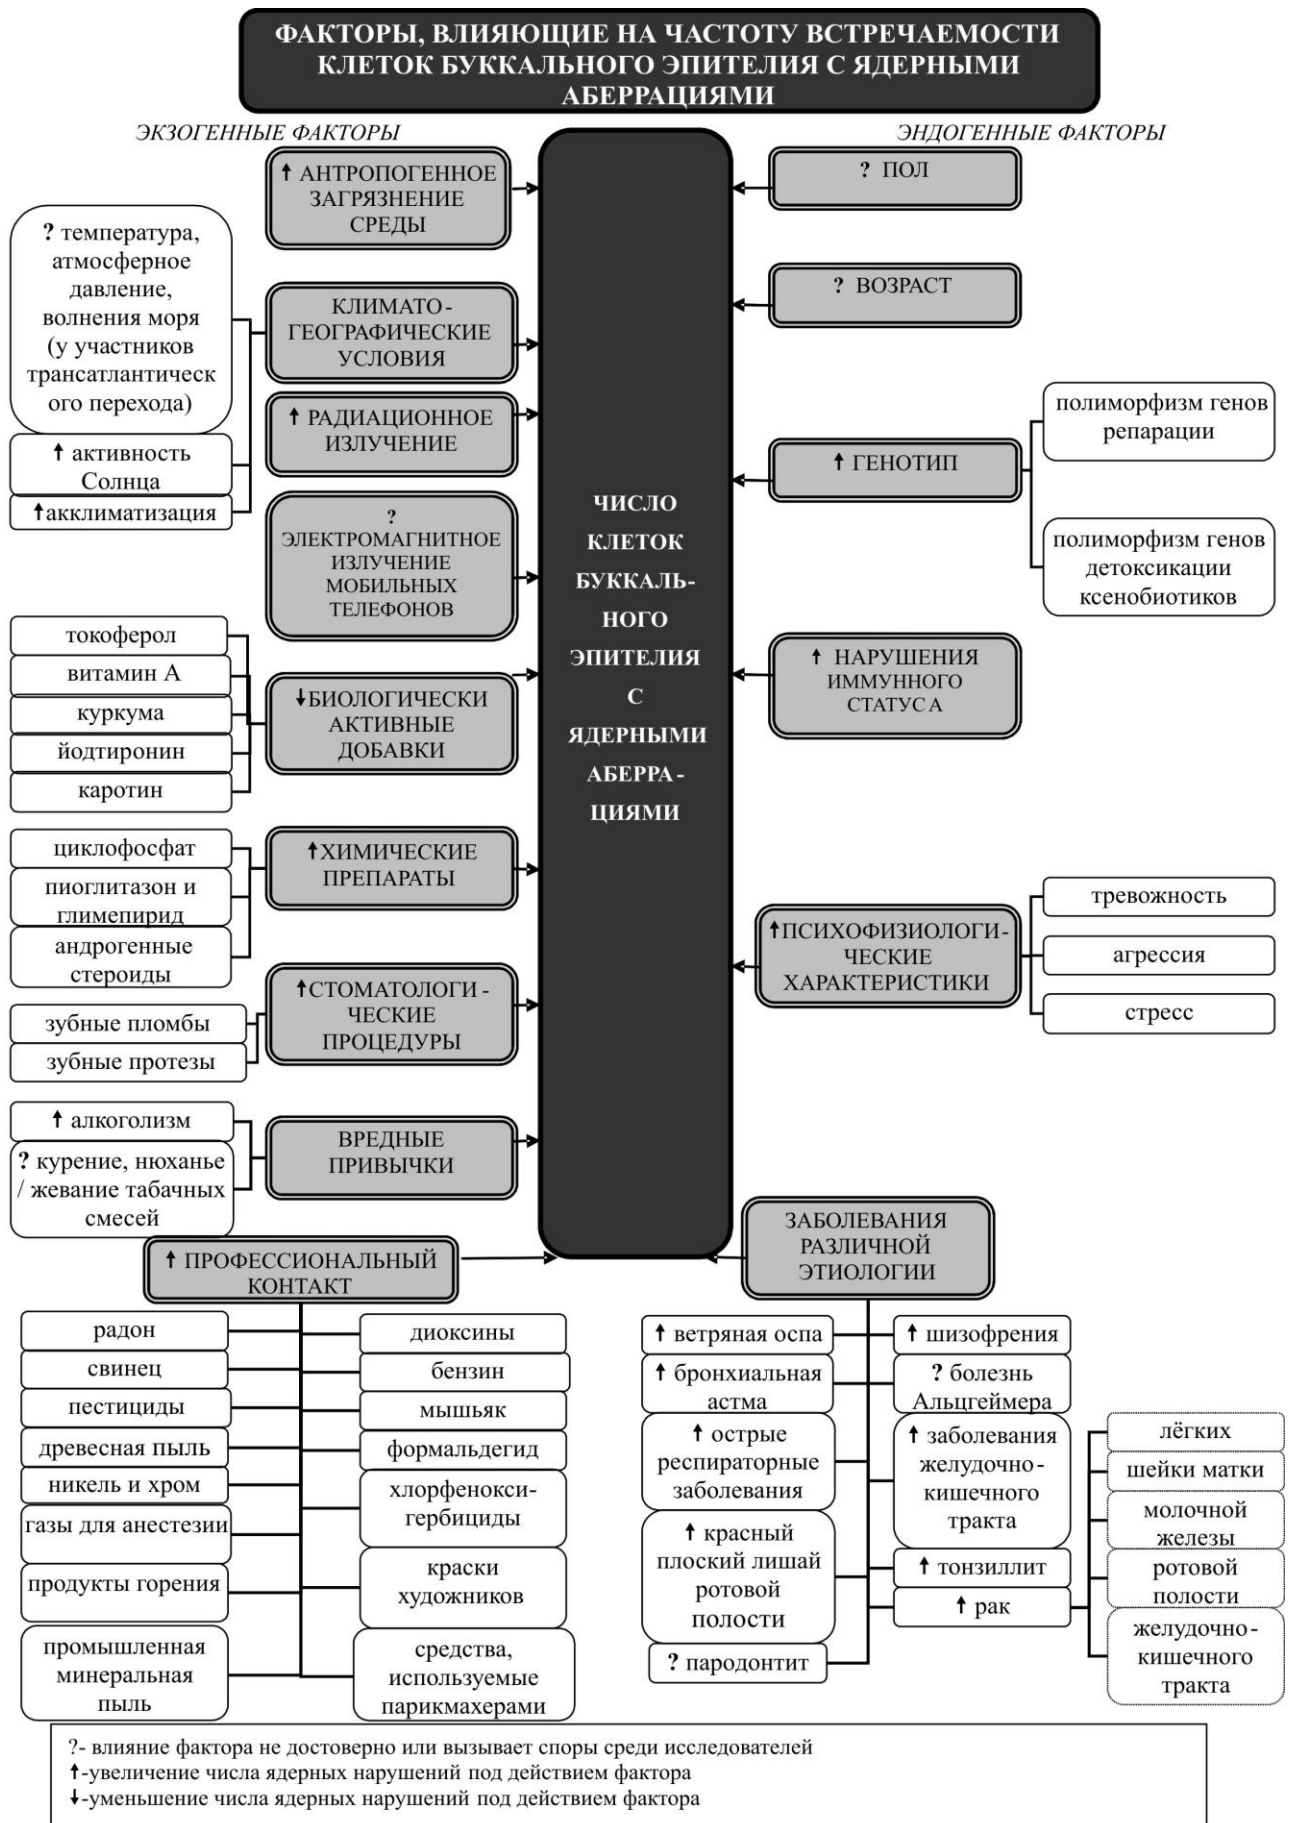 ФАКТОРЫ, ВЛИЯЮЩИЕ НА ЧАСТОТУ ВСТРЕЧАЕМОСТИ
КЛЕТОК БУККАЛЬНОГО ЭПИТЕЛИЯ С ЯДЕРНЫМИ
АБЕРРАЦИЯМИ
ЭКЗОГЕННЫЕ ФАКТОРЫ
↑ АНТРОПОГЕННОЕ
ЗАГРЯЗНЕНИЕ
СРЕДЫ
? температура,
атмосферное
давление,
волнения моря
(у участников
трансатлантическ
ого перехода)
↑ активность
Солнца
↑акклиматизация
КЛИМАТО-
ГЕОГРАФИЧЕСКИЕ
УСЛОВИЯ
↑ РАДИАЦИОННОЕ
ИЗЛУЧЕНИЕ
?
ЭЛЕКТРОМАГНИТНОЕ
ИЗЛУЧЕНИЕ
МОБИЛЬНЫХ
ТЕЛЕФОНОВ
токоферол
витамин А
куркума
йодтиронин
каротин
↓БИОЛОГИЧЕСКИ
АКТИВНЫЕ
ДОБАВКИ
циклофосфат
пиоглитазон и
глимепирид
андрогенные
стероиды
↑ХИМИЧЕСКИЕ
ПРЕПАРАТЫ
зубные пломбы
зубные протезы
↑СТОМАТОЛОГИ-
ЧЕСКИЕ
ПРОЦЕДУРЫ
↑ алкоголизм
? курение, нюханье
/ жевание табачных
смесей
ВРЕДНЫЕ
ПРИВЫЧКИ
↑ ПРОФЕССИОНАЛЬНЫЙ
КОНТАКТ
радон
свинец
пестициды
древесная пыль
никель и хром
газы для анестезии
продукты горения
промышленная
минеральная
пыль
диоксины
бензин
мышьяк
формальдегид
хлорфенокси-
гербициды
краски
художников
средства,
используемые
парикмахерами
ЧИСЛО
КЛЕТОК
БУККАЛЬ-
НОГО
ЭПИТЕЛИЯ
С
ЯДЕРНЫМИ
АБЕРРА-
ЦИЯМИ
ЭНДОГЕННЫЕ ФАКТОРЫ
? ПОЛ
? ВОЗРАСТ
↑ ГЕНОТИП
полиморфизм генов
репарации
полиморфизм генов
детоксикации
ксенобиотиков
↑ НАРУШЕНИЯ
ИММУННОГО
СТАТУСА
↑ПСИХОФИЗИОЛОГИ-
ЧЕСКИЕ
ХАРАКТЕРИСТИКИ
тревожность
агрессия
стресс
ЗАБОЛЕВАНИЯ
РАЗЛИЧНОЙ
ЭТИОЛОГИИ
↑ ветряная оспа
↑ бронхиальная
астма
↑ острые
респираторные
заболевания
↑ красный
плоский лишай
ротовой
полости
? пародонтит
↑ шизофрения
? болезнь
Альцгеймера
↑ заболевания
желудочно-
кишечного
тракта
↑ тонзиллит
↑ рак
лёгких
шейки матки
молочной
железы
ротовой
полости
желудочно-
кишечного
тракта
?- влияние фактора не достоверно или вызывает споры среди исследователей
↑-увеличение числа ядерных нарушений под действием фактора
↓-уменьшение числа ядерных нарушений под действием фактора